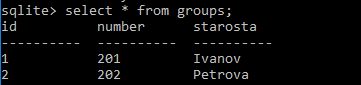 sqlite> select * from groups;
id          number      starosta
----------  ----------  ----------
1           201         Ivanov
2           202         Petrova